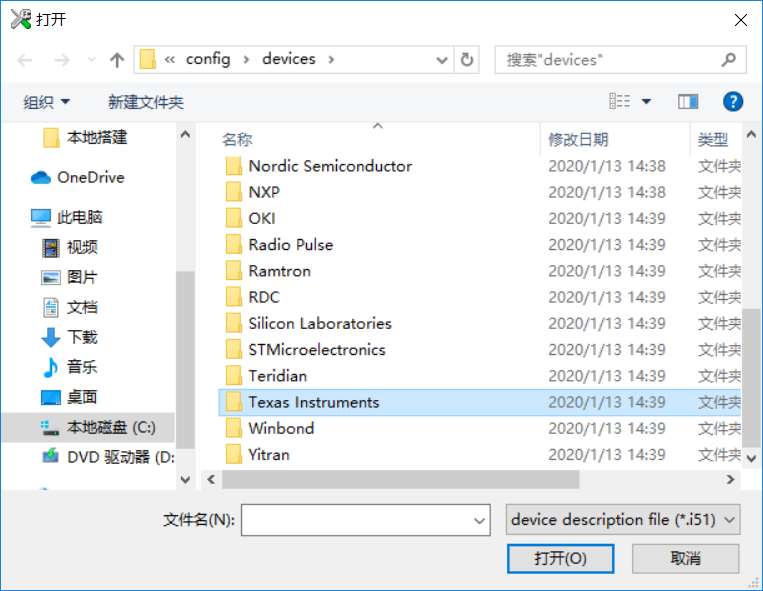 打开
« config › devices ›
搜索"devices"
组织
新建文件夹
本地搭建
OneDrive
此电脑
视频
图片
文档
下载
音乐
桌面
本地磁盘 (C:)
DVD 驱动器 (D:
名称 修改日期 类型
Nordic Semiconductor 2020/1/13 14:38 文件夹
NXP 2020/1/13 14:38 文件夹
OKI 2020/1/13 14:39 文件夹
Radio Pulse 2020/1/13 14:39 文件夹
Ramtron 2020/1/13 14:39 文件夹
RDC 2020/1/13 14:39 文件夹
Silicon Laboratories 2020/1/13 14:39 文件夹
STMicroelectronics 2020/1/13 14:39 文件夹
Teridian 2020/1/13 14:39 文件夹
Texas Instruments 2020/1/13 14:39 文件夹
Winbond 2020/1/13 14:39 文件夹
Yitran 2020/1/13 14:39 文件夹
文件名(N):
device description file (*.i51)
打开(O)
取消